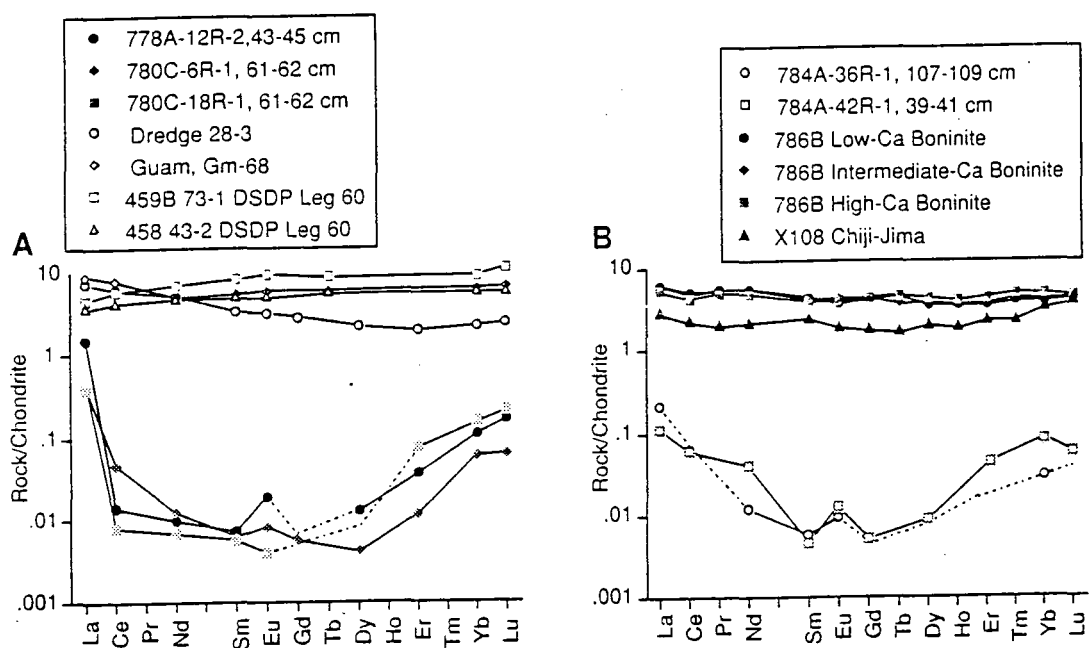 778A-12R-2,43-45 cm
780C-6R-1, 61-62 cm
780C-18R-1, 61-62 cm
Dredge 28-3
Guam, Gm-68
459B 73-1 DSDP Leg 60
458 43-2 DSDP Leg 60
A
10
1
.1
.01
.001
Rock/Chondrite
La Ce Pr Nd Sm Eu Gd Tb Dy Ho Er Tm Yb Lu
784A-36R-1, 107-109 cm
784A-42R-1, 39-41 cm
786B Low-Ca Boninite
786B Intermediate-Ca Boninite
786B High-Ca Boninite
X108 Chiji-Jima
B
10
1
.1
.01
.001
Rock/Chondrite
La Ce Pr Nd Sm Eu Gd Tb Dy Ho Er Tm Yb Lu